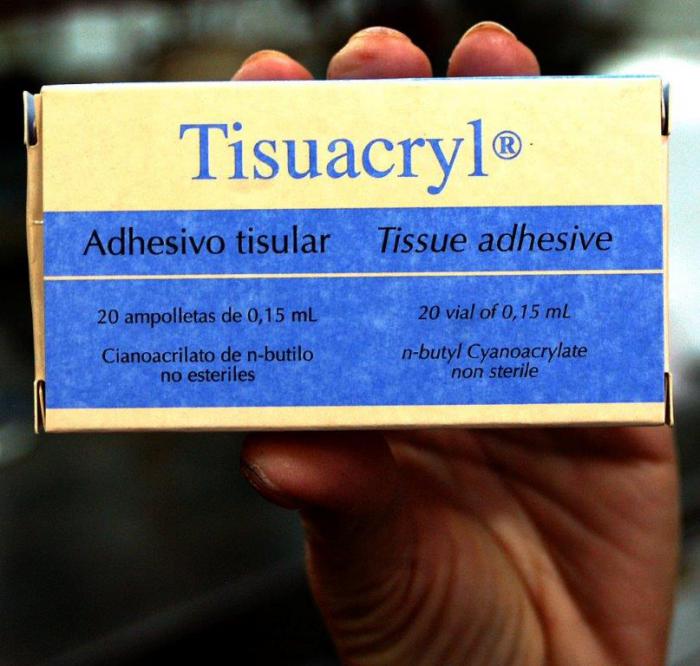 Tisuacryl®
Adhesivo tisular Tissue adhesive
20 ampolletas de 0,15 mL 20 vial of 0,15 mL
Cianoacrilato de n-butilo n-butyl Cyanoacrylate
no esteriles non sterile